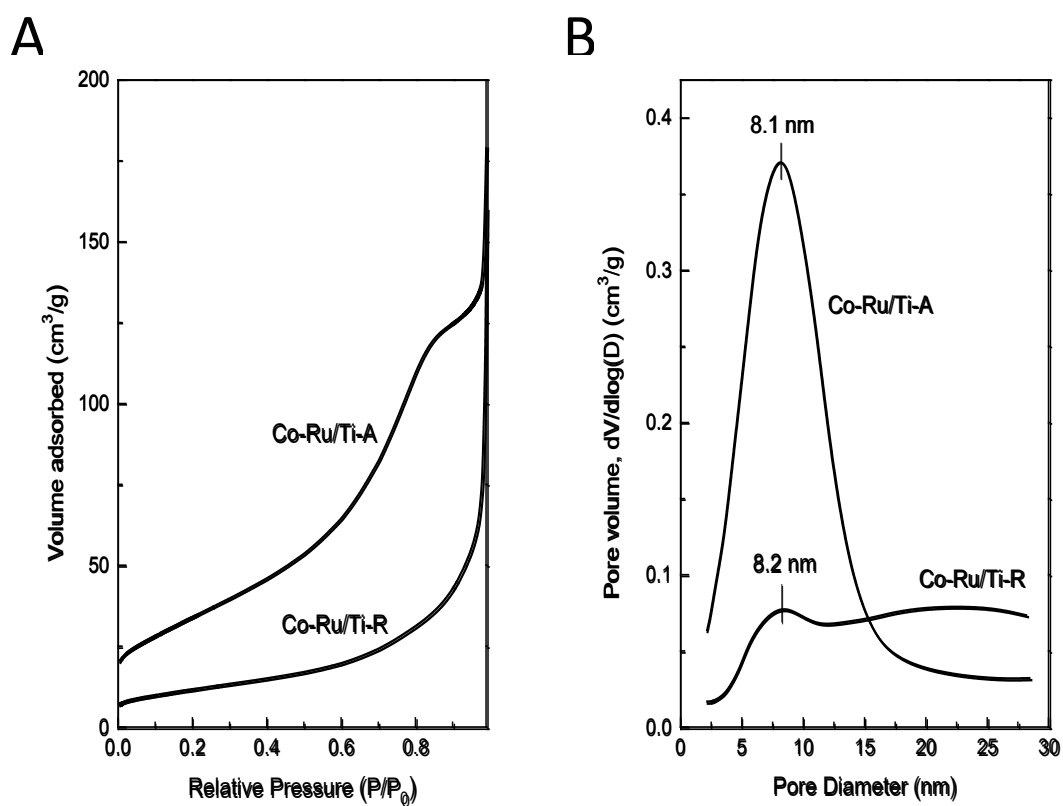 A
B
200
150
100
50
0
Volume adsorbed (cm³/g)
Co-Ru/Ti-A
Co-Ru/Ti-R
0.0 0.2 0.4 0.6 0.8
Relative Pressure (P/P₀)
0.4
0.3
0.2
0.1
0.0
Pore volume, dV/dlog(D) (cm³/g)
8.1 nm
Co-Ru/Ti-A
8.2 nm
Co-Ru/Ti-R
0 5 10 15 20 25 30
Pore Diameter (nm)